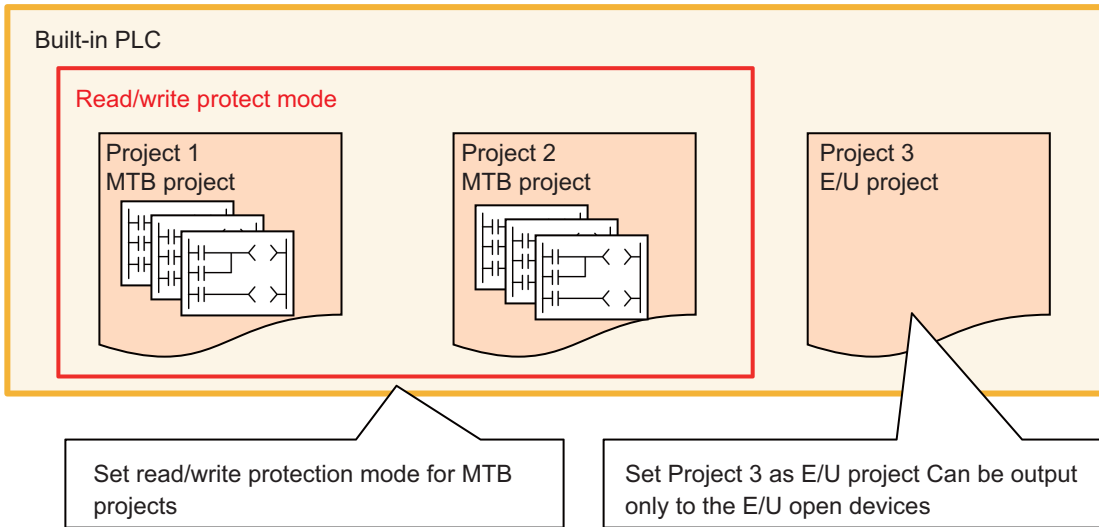 Built-in PLC
Read/write protect mode
Project 1
MTB project
Project 2
MTB project
Project 3
E/U project
Set read/write protection mode for MTB
projects
Set Project 3 as E/U project Can be output
only to the E/U open devices